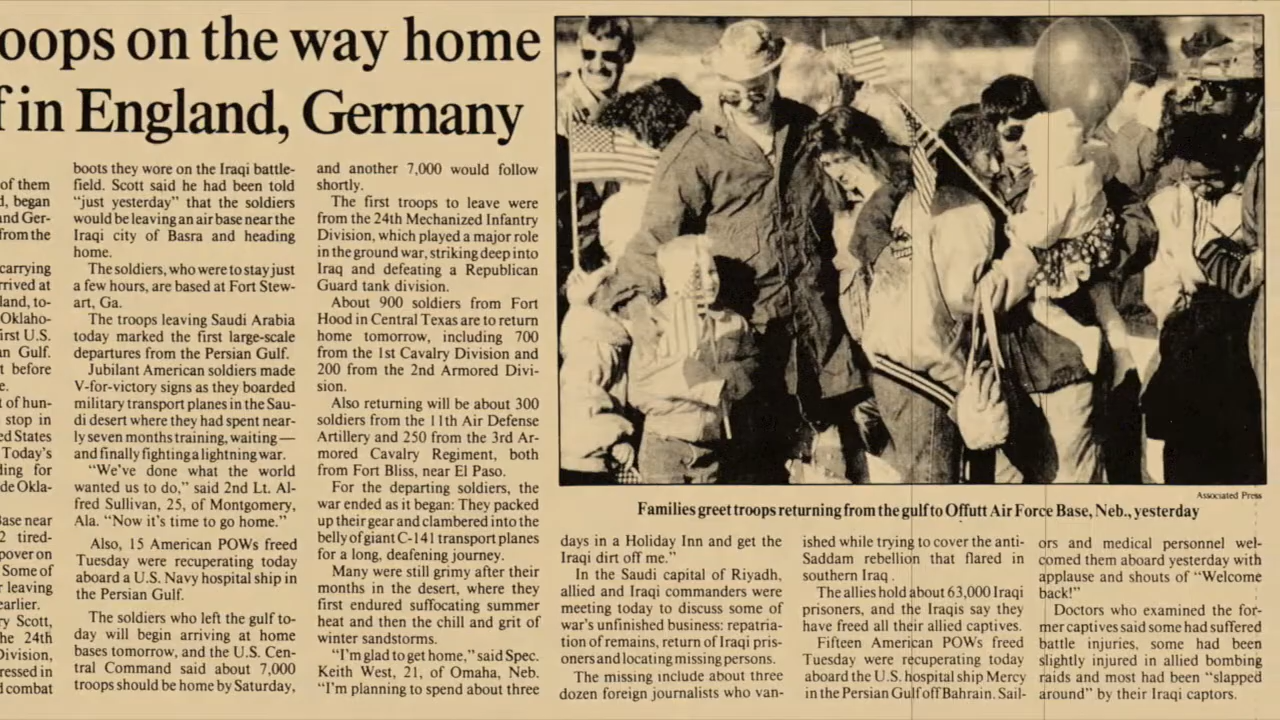 oops on the way home
f in England, Germany
of them
d, began
and Ger-
from the
carrying
rrived at
land, to-
Oklaho-
irst U.S.
an Gulf.
t before
e.
t of hun-
stop in
ed States
Today's
ding for
de Okla-
Base near
2 tired-
pover on
Some of
r leaving
earlier.
ry Scott,
he 24th
Division,
ressed in
d combat
boots they wore on the Iraqi battle-
field. Scott said he had been told
“just yesterday” that the soldiers
would be leaving an air base near the
Iraqi city of Basra and heading
home.
The soldiers, who were to stay just
a few hours, are based at Fort Stew-
art, Ga.
The troops leaving Saudi Arabia
today marked the first large-scale
departures from the Persian Gulf.
Jubilant American soldiers made
V-for-victory signs as they boarded
military transport planes in the Sau-
di desert where they had spent near-
ly seven months training, waiting —
and finally fighting a lightning war.
“We've done what the world
wanted us to do,” said 2nd Lt. Al-
fred Sullivan, 25, of Montgomery,
Ala. “Now it's time to go home.”
Also, 15 American POWs freed
Tuesday were recuperating today
aboard a U.S. Navy hospital ship in
the Persian Gulf.
The soldiers who left the gulf to-
day will begin arriving at home
bases tomorrow, and the U.S. Cen-
tral Command said about 7,000
troops should be home by Saturday,
and another 7,000 would follow
shortly.
The first troops to leave were
from the 24th Mechanized Infantry
Division, which played a major role
in the ground war, striking deep into
Iraq and defeating a Republican
Guard tank division.
About 900 soldiers from Fort
Hood in Central Texas are to return
home tomorrow, including 700
from the 1st Cavalry Division and
200 from the 2nd Armored Divi-
sion.
Also returning will be about 300
soldiers from the 11th Air Defense
Artillery and 250 from the 3rd Ar-
mored Cavalry Regiment, both
from Fort Bliss, near El Paso.
For the departing soldiers, the
war ended as it began: They packed
up their gear and clambered into the
belly of giant C-141 transport planes
for a long, deafening journey.
Many were still grimy after their
months in the desert, where they
first endured suffocating summer
heat and then the chill and grit of
winter sandstorms.
“I'm glad to get home,” said Spec.
Keith West, 21, of Omaha, Neb.
“I'm planning to spend about three
Associated Press
Families greet troops returning from the gulf to Offutt Air Force Base, Neb., yesterday
days in a Holiday Inn and get the
Iraqi dirt off me.”
In the Saudi capital of Riyadh,
allied and Iraqi commanders were
meeting today to discuss some of
war's unfinished business: repatria-
tion of remains, return of Iraqi pris-
oners and locating missing persons.
The missing include about three
dozen foreign journalists who van-
ished while trying to cover the anti-
Saddam rebellion that flared in
southern Iraq .
The allies hold about 63,000 Iraqi
prisoners, and the Iraqis say they
have freed all their allied captives.
Fifteen American POWs freed
Tuesday were recuperating today
aboard the U.S. hospital ship Mercy
in the Persian Gulf off Bahrain. Sail-
ors and medical personnel wel-
comed them aboard yesterday with
applause and shouts of “Welcome
back!”
Doctors who examined the for-
mer captives said some had suffered
battle injuries, some had been
slightly injured in allied bombing
raids and most had been “slapped
around” by their Iraqi captors.